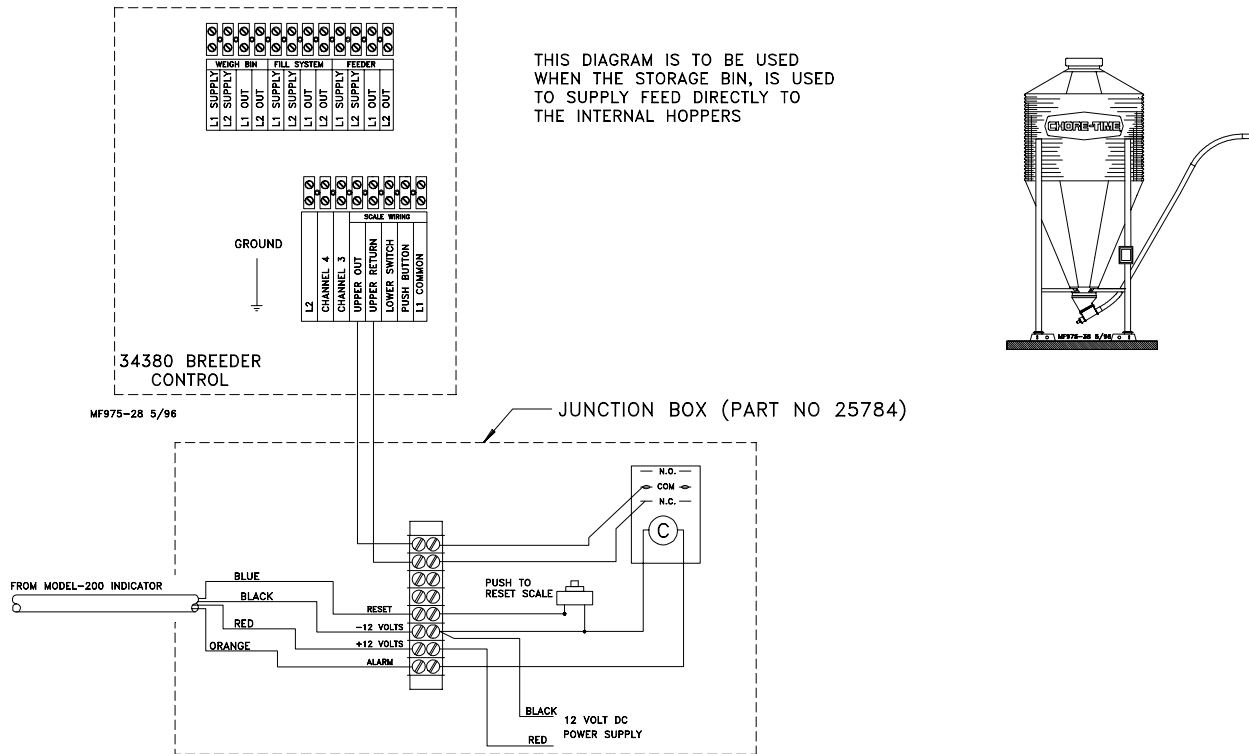 WEIGH BIN FILL SYSTEM FEEDER
L1 SUPPLY
L2 SUPPLY
L1 OUT
L2 OUT
L1 SUPPLY
L2 SUPPLY
L1 OUT
L2 OUT
L1 SUPPLY
L2 SUPPLY
L1 OUT
L2 OUT
THIS DIAGRAM IS TO BE USED
WHEN THE STORAGE BIN, IS USED
TO SUPPLY FEED DIRECTLY TO
THE INTERNAL HOPPERS
CHORE-TIME
MF975-38 5/96
SCALE WIRING
L2
CHANNEL 4
CHANNEL 3
UPPER OUT
UPPER RETURN
LOWER SWITCH
PUSH BUTTON
L1 COMMON
GROUND
34380 BREEDER
CONTROL
MF975-28 5/96
JUNCTION BOX (PART NO 25784)
N.O.
COM
N.C.
C
FROM MODEL-200 INDICATOR
BLUE
BLACK
RED
ORANGE
RESET
-12 VOLTS
+12 VOLTS
ALARM
PUSH TO
RESET SCALE
BLACK
RED
12 VOLT DC
POWER SUPPLY